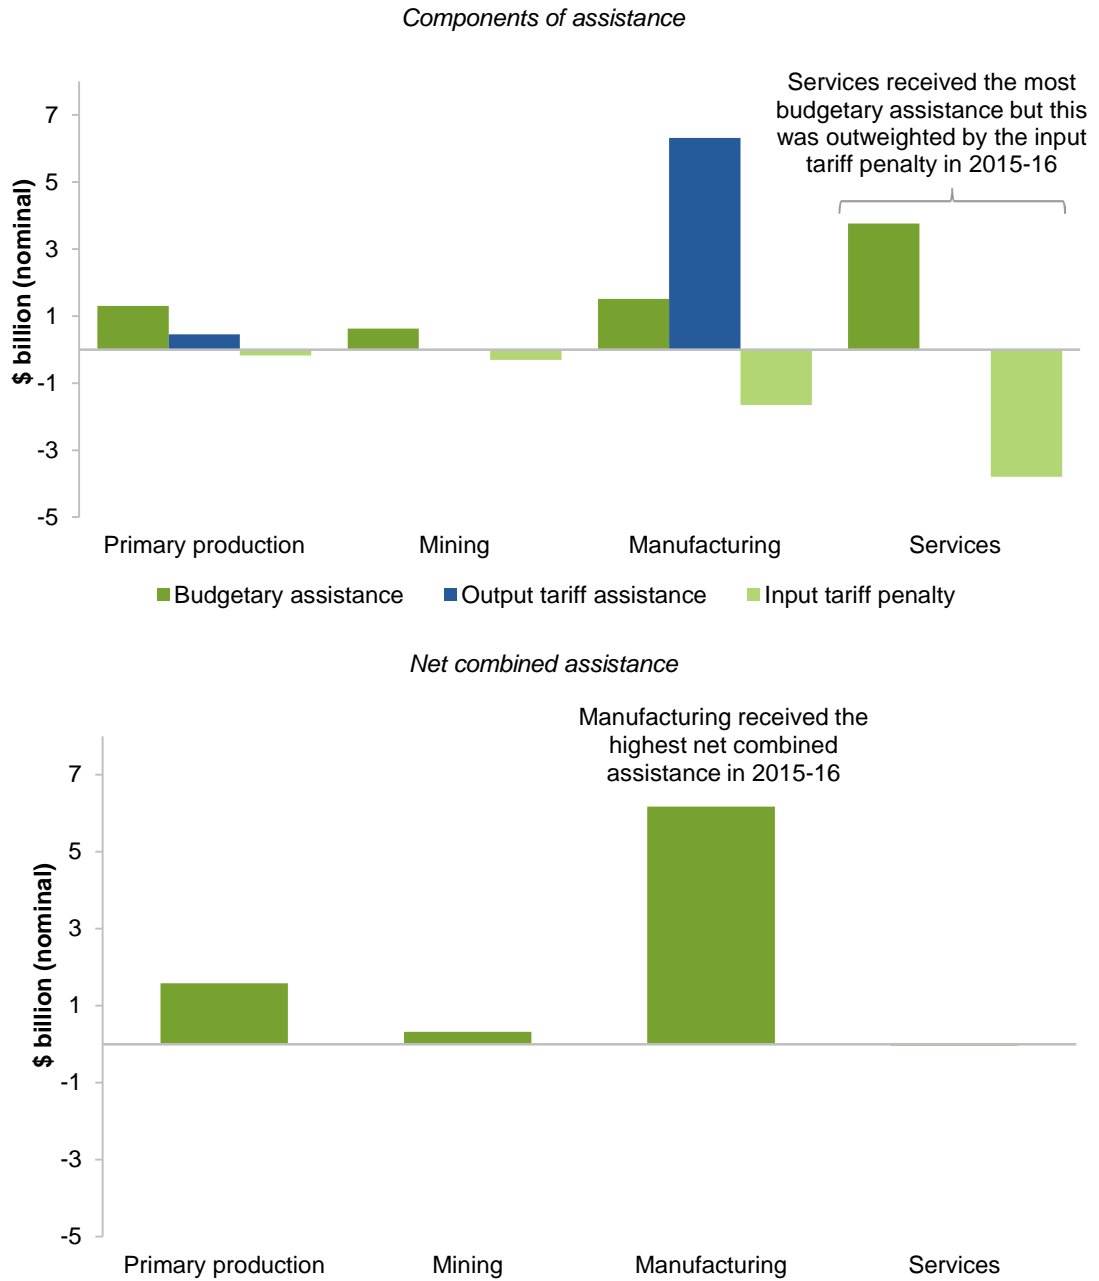 Components of assistance
Services received the most
budgetary assistance but this
was outweighted by the input
tariff penalty in 2015-16
$ billion (nominal)
7
5
3
1
-1
-3
-5
Primary production
Mining
Manufacturing
Services
Budgetary assistance
Output tariff assistance
Input tariff penalty
Net combined assistance
Manufacturing received the
highest net combined
assistance in 2015-16
$ billion (nominal)
7
5
3
1
-1
-3
-5
Primary production
Mining
Manufacturing
Services